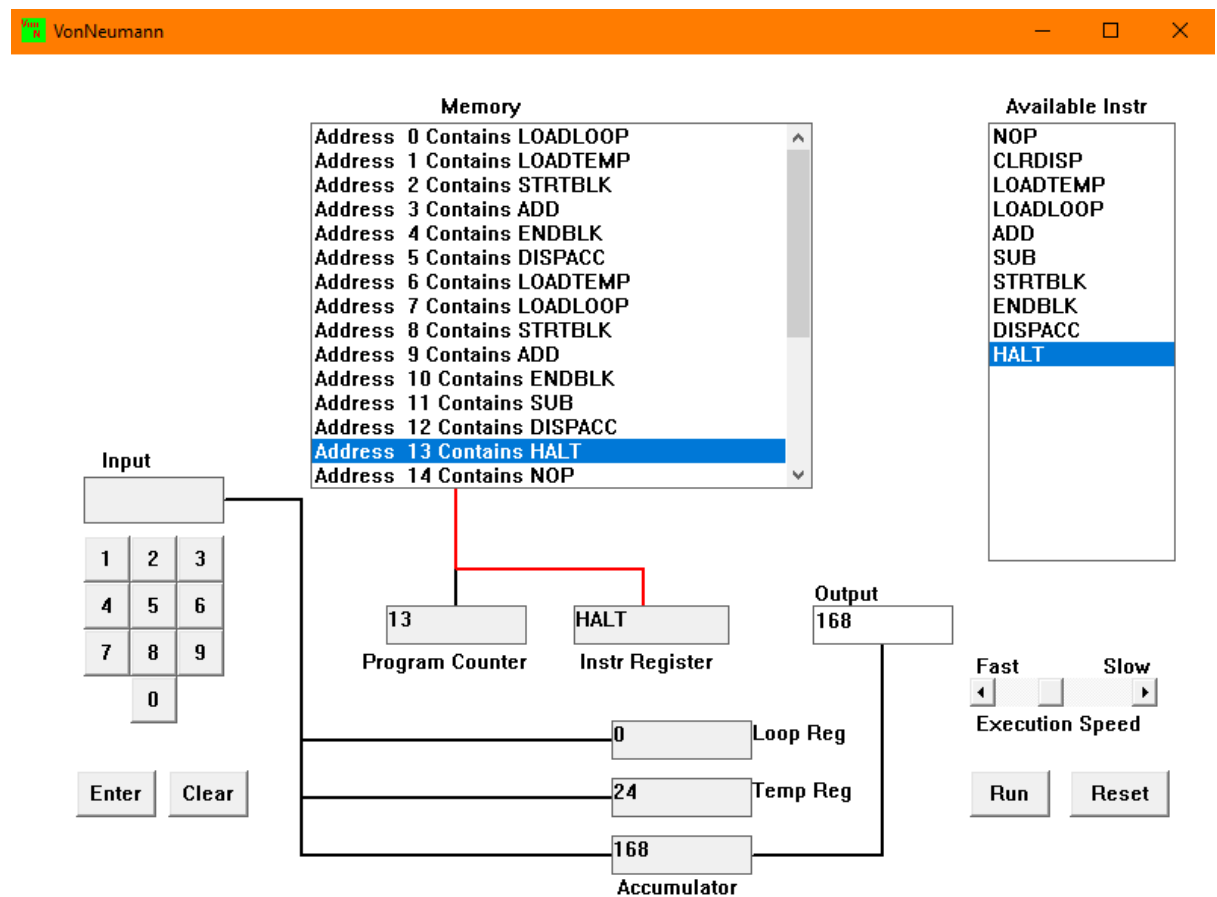 VonNeumann
Memory
Address 0 Contains LOADLOOP
Address 1 Contains LOADTEMP
Address 2 Contains STRTBLK
Address 3 Contains ADD
Address 4 Contains ENDBLK
Address 5 Contains DISPACC
Address 6 Contains LOADTEMP
Address 7 Contains LOADLOOP
Address 8 Contains STRTBLK
Address 9 Contains ADD
Address 10 Contains ENDBLK
Address 11 Contains SUB
Address 12 Contains DISPACC
Address 13 Contains HALT
Address 14 Contains NOP
Available Instr
NOP
CLRDISP
LOADTEMP
LOADLOOP
ADD
SUB
STRTBLK
ENDBLK
DISPACC
HALT
Input
1 2 3
4 5 6
7 8 9
0
Enter Clear
13
Program Counter
HALT
Instr Register
Output
168
Fast Slow
Execution Speed
Run Reset
0 Loop Reg
24 Temp Reg
168
Accumulator